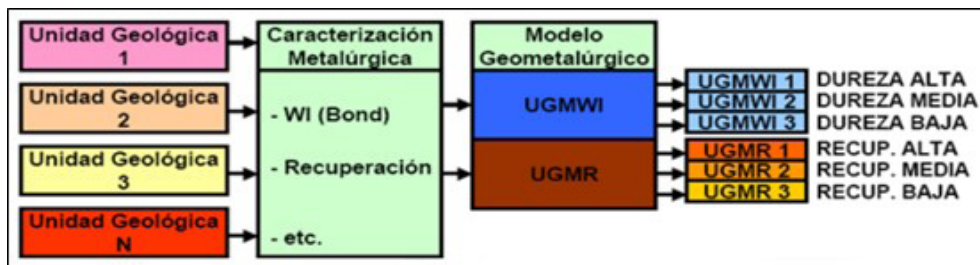 Unidad Geológica
1
Unidad Geológica
2
Unidad Geológica
3
Unidad Geológica
N
Caracterización
Metalúrgica
- WI (Bond)
- Recuperación
- etc.
Modelo
Geometalúrgico
UGMWI
UGMR
UGMWI 1 DUREZA ALTA
UGMWI 2 DUREZA MEDIA
UGMWI 3 DUREZA BAJA
UGMR 1 RECUP. ALTA
UGMR 2 RECUP. MEDIA
UGMR 3 RECUP. BAJA